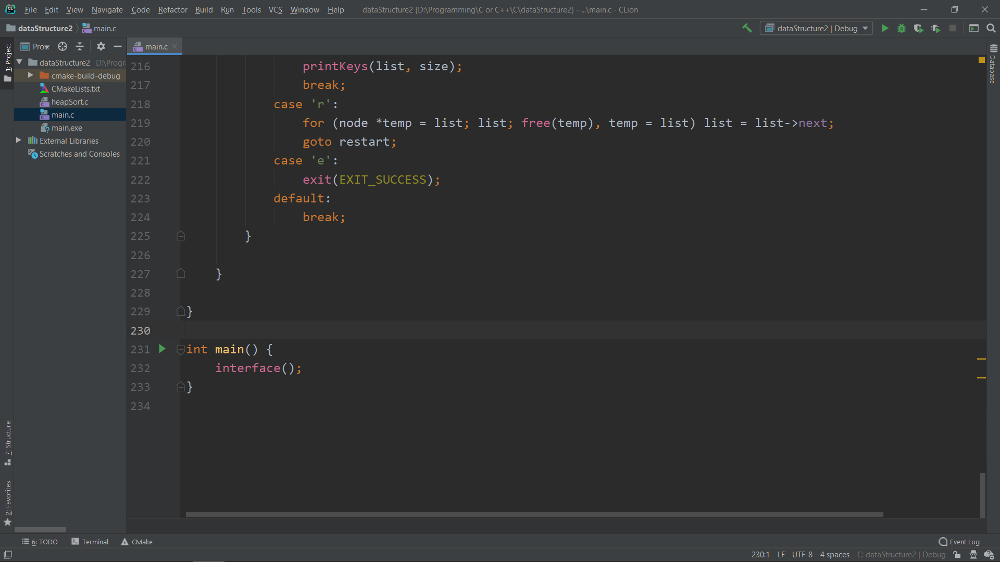 CL File Edit View Navigate Code Refactor Build Run Tools VCS Window Help dataStructure2 [D:\Programming\C or C++\C\dataStructure2] - ...\main.c - CLion
dataStructure2 main.c dataStructure2 | Debug
1: Project
Pro...
main.c
dataStructure2 D:\Progra
cmake-build-debug
CMakeLists.txt
heapSort.c
main.c
main.exe
External Libraries
Scratches and Consoles
216 printKeys(list, size);
217 break;
218 case 'r':
219 for (node *temp = list; list; free(temp), temp = list) list = list->next;
220 goto restart;
221 case 'e':
222 exit(EXIT_SUCCESS);
223 default:
224 break;
225 }
226
227 }
228
229 }
230
231 int main() {
232 interface();
233 }
234
Database
7: Structure
2: Favorites
6: TODO Terminal CMake Event Log
230:1 LF UTF-8 4 spaces C: dataStructure2 | Debug